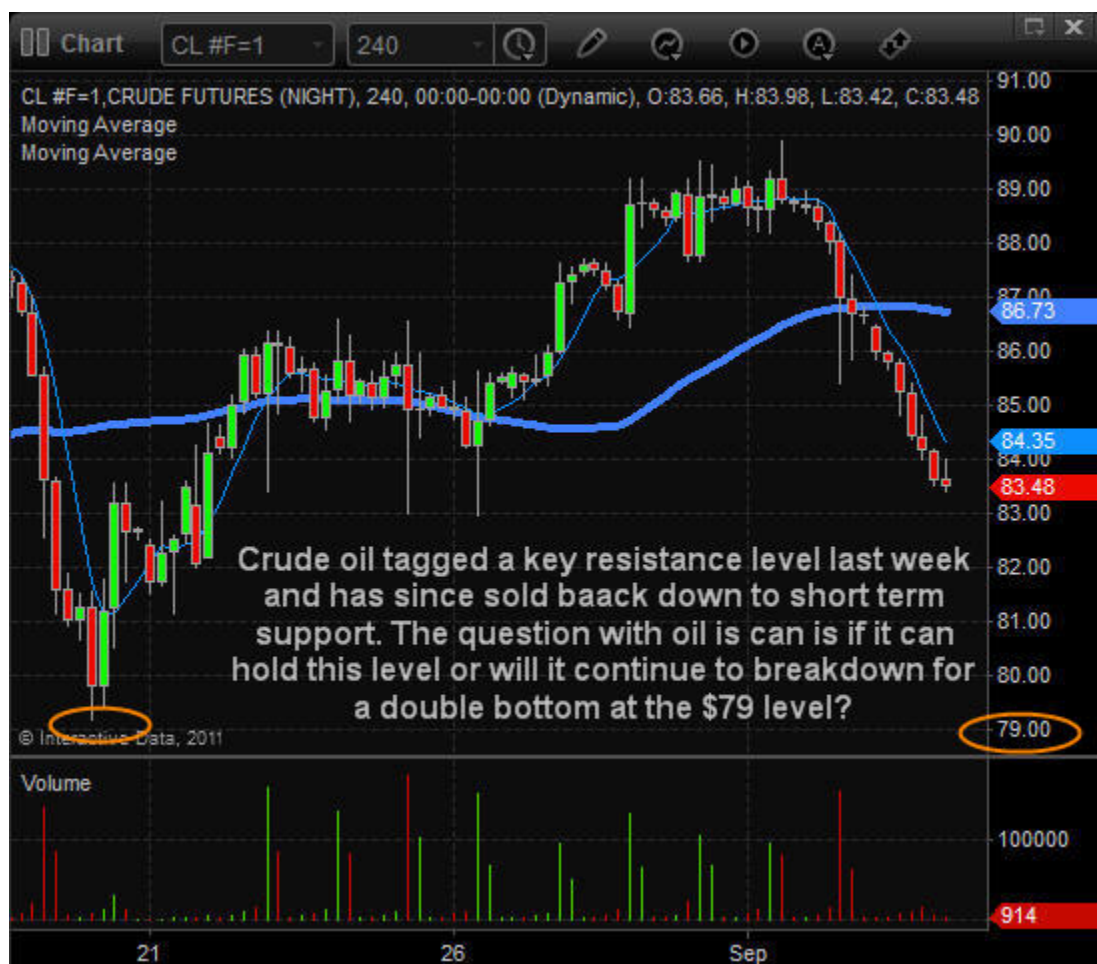 Chart CL #F=1 240
CL #F=1,CRUDE FUTURES (NIGHT), 240, 00:00-00:00 (Dynamic), O:83.66, H:83.98, L:83.42, C:83.48
Moving Average
Moving Average
91.00
90.00
89.00
88.00
87.00
86.73
86.00
85.00
84.35
84.00
83.48
83.00
Crude oil tagged a key resistance level last week
and has since sold baack down to short term
support. The question with oil is can is if it can
hold this level or will it continue to breakdown for
a double bottom at the $79 level?
82.00
81.00
80.00
79.00
© Interactive Data, 2011
Volume
100000
914
21 26 Sep